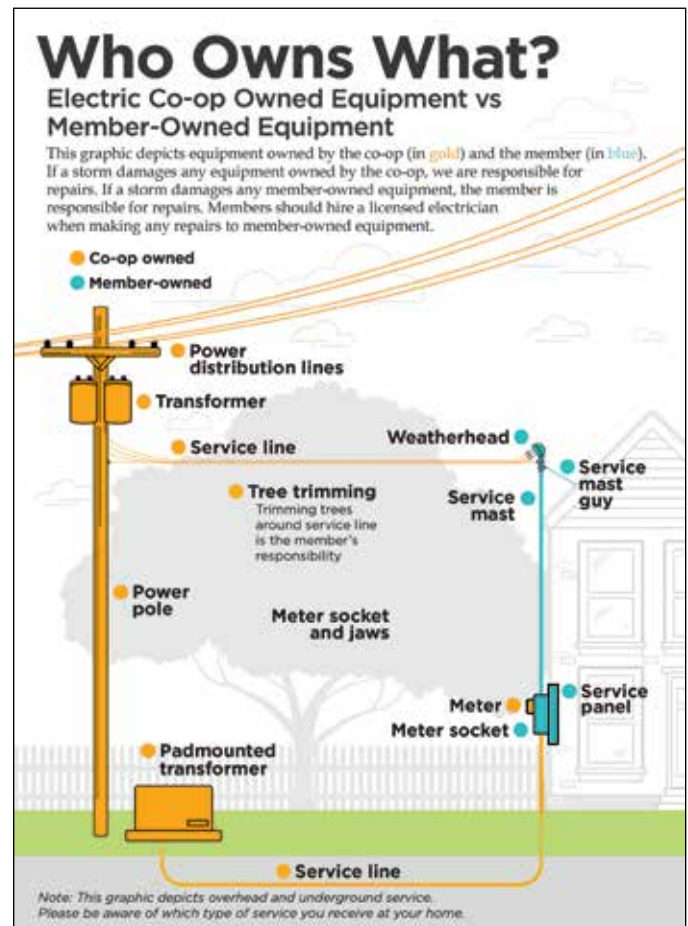 Who Owns What?
Electric Co-op Owned Equipment vs
Member-Owned Equipment
This graphic depicts equipment owned by the co-op (in gold) and the member (in blue).
If a storm damages any equipment owned by the co-op, we are responsible for
repairs. If a storm damages any member-owned equipment, the member is
responsible for repairs. Members should hire a licensed electrician
when making any repairs to member-owned equipment.
Co-op owned
Member-owned
Power
distribution lines
Transformer
Service line
Weatherhead
Service
mast
guy
Tree trimming
Trimming trees
around service line
is the member's
responsibility
Service
mast
Power
pole
Meter socket
and jaws
Meter
Service
panel
Meter socket
Padmounted
transformer
Service line
Note: This graphic depicts overhead and underground service.
Please be aware of which type of service you receive at your home.